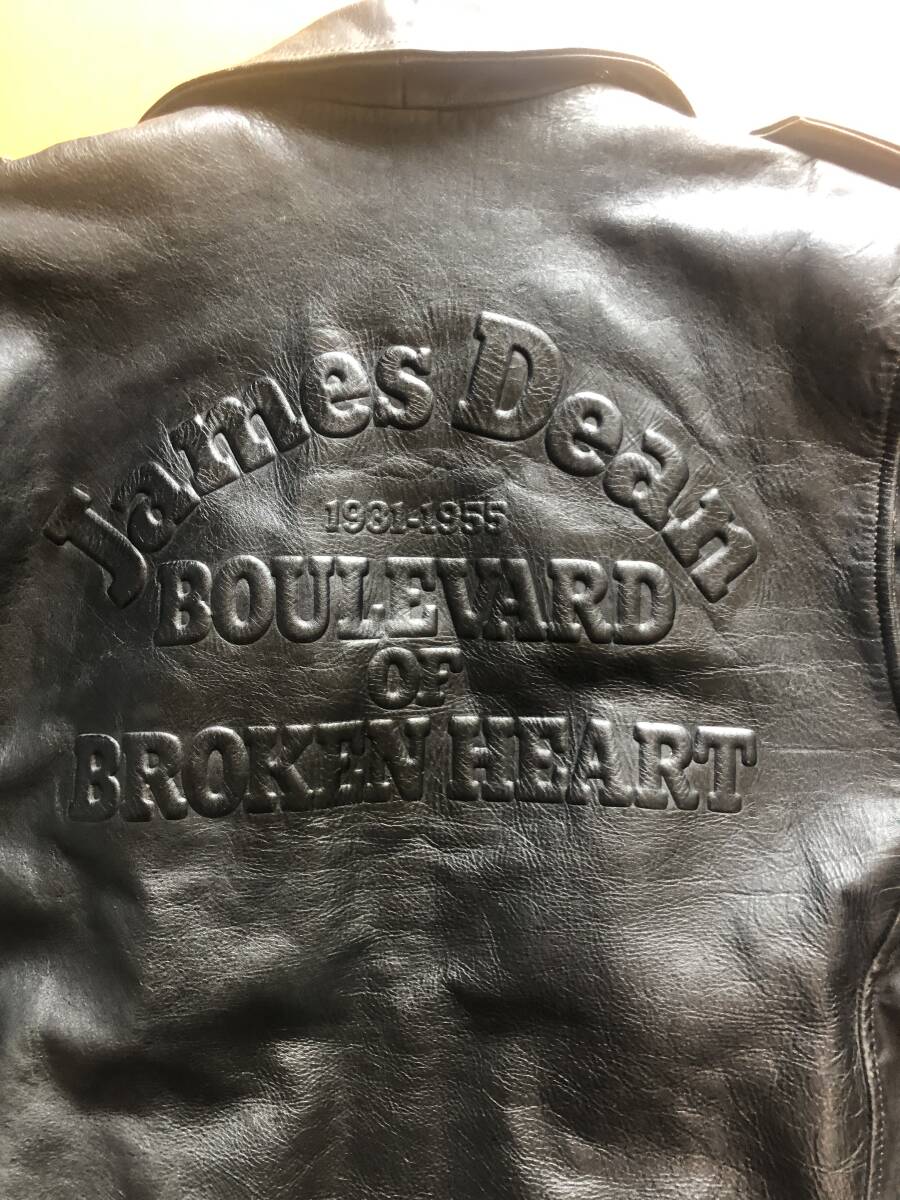 James Dean
1931-1955
BOULEVARD
OF
BROKEN HEART